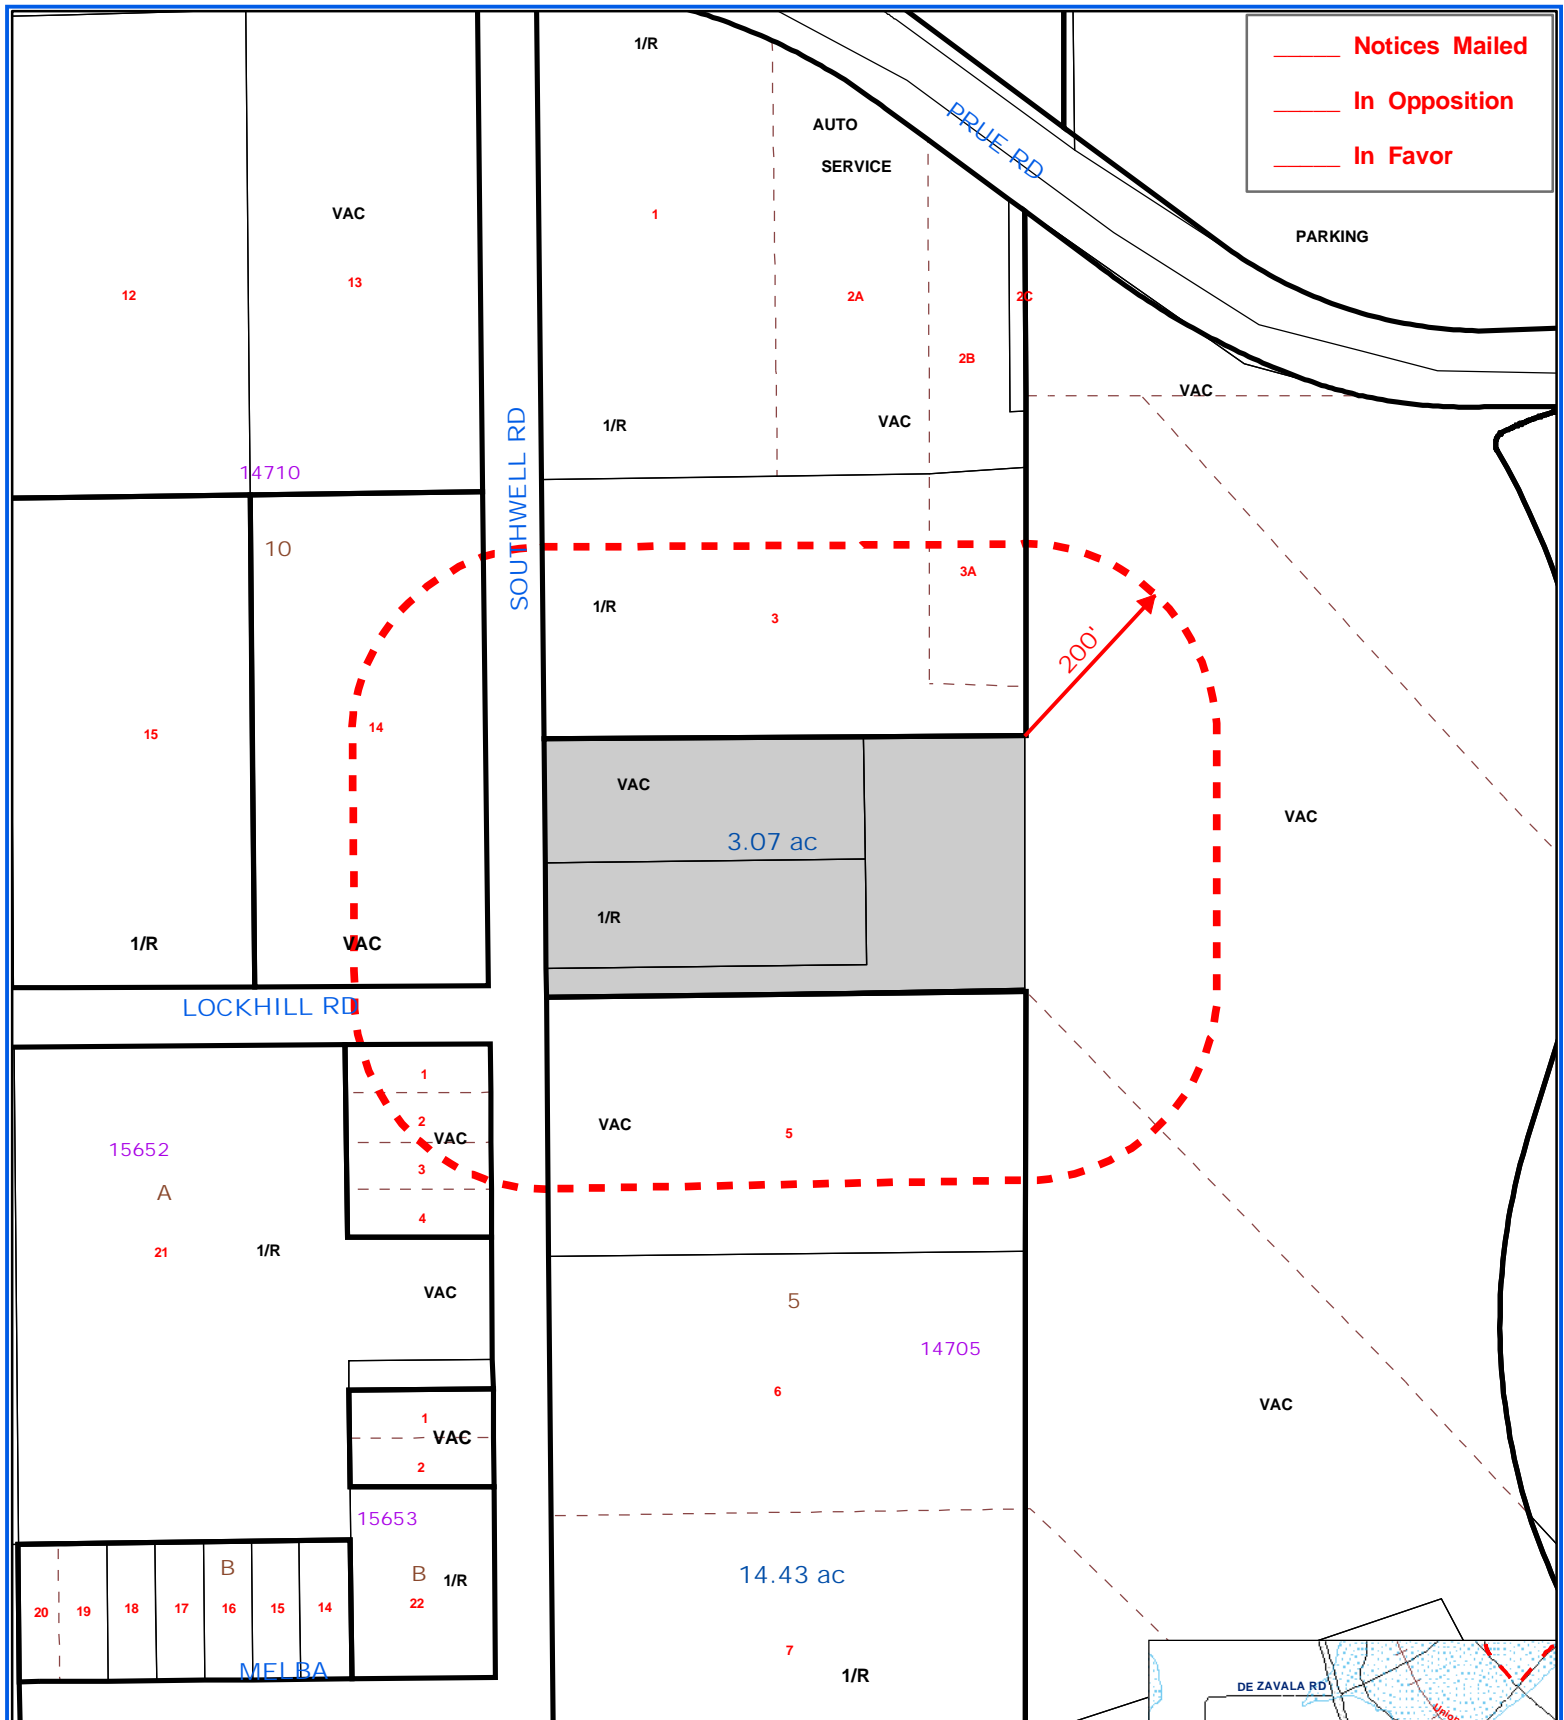 Notices Mailed
In Opposition
In Favor
1/R
AUTO
SERVICE
PRUE RD
PARKING
VAC
1
13
12
2A
2C
2B
VAC
SOUTHWELL RD
1/R
VAC
14710
10
3A
1/R
3
200'
15
14
VAC
VAC
3.07 ac
1/R
1/R
VAC
LOCKHILL RD
1
2
VAC
3
4
VAC
5
15652
A
21
1/R
VAC
5
14705
6
VAC
1
VAC
2
15653
B
B
1/R
22
14.43 ac
20
19
18
17
16
15
14
7
1/R
MELBA
DE ZAVALA RD